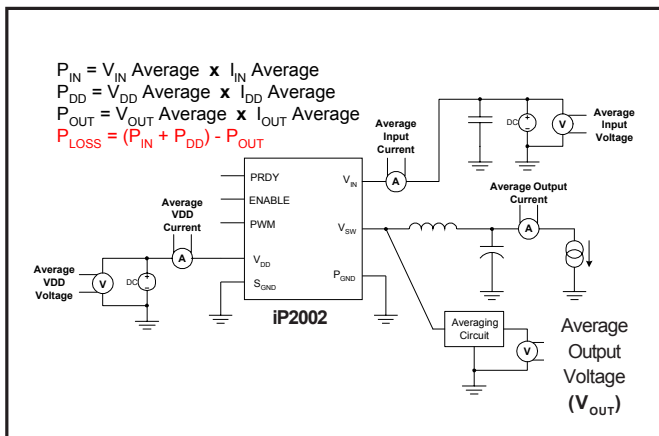 P_IN = V_IN Average x I_IN Average
P_DD = V_DD Average x I_DD Average
P_OUT = V_OUT Average x I_OUT Average
P_LOSS = (P_IN + P_DD) - P_OUT
Average
Input
Current
A
DC
V
Average
Input
Voltage
PRDY
ENABLE
PWM
V_DD
S_GND
V_IN
V_SW
P_GND
iP2002
Average Output
Current
A
Average
VDD
Current
A
Average
VDD
Voltage
V
DC
Averaging
Circuit
V
Average
Output
Voltage
(V_OUT)